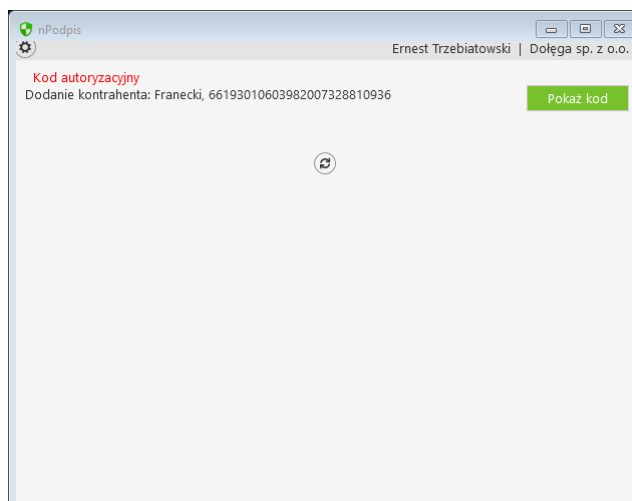 nPodpis
Ernest Trzebiatowski | Dołęga sp. z o.o.
Kod autoryzacyjny
Dodanie kontrahenta: Franecki, 66193010603982007328810936
Pokaż kod